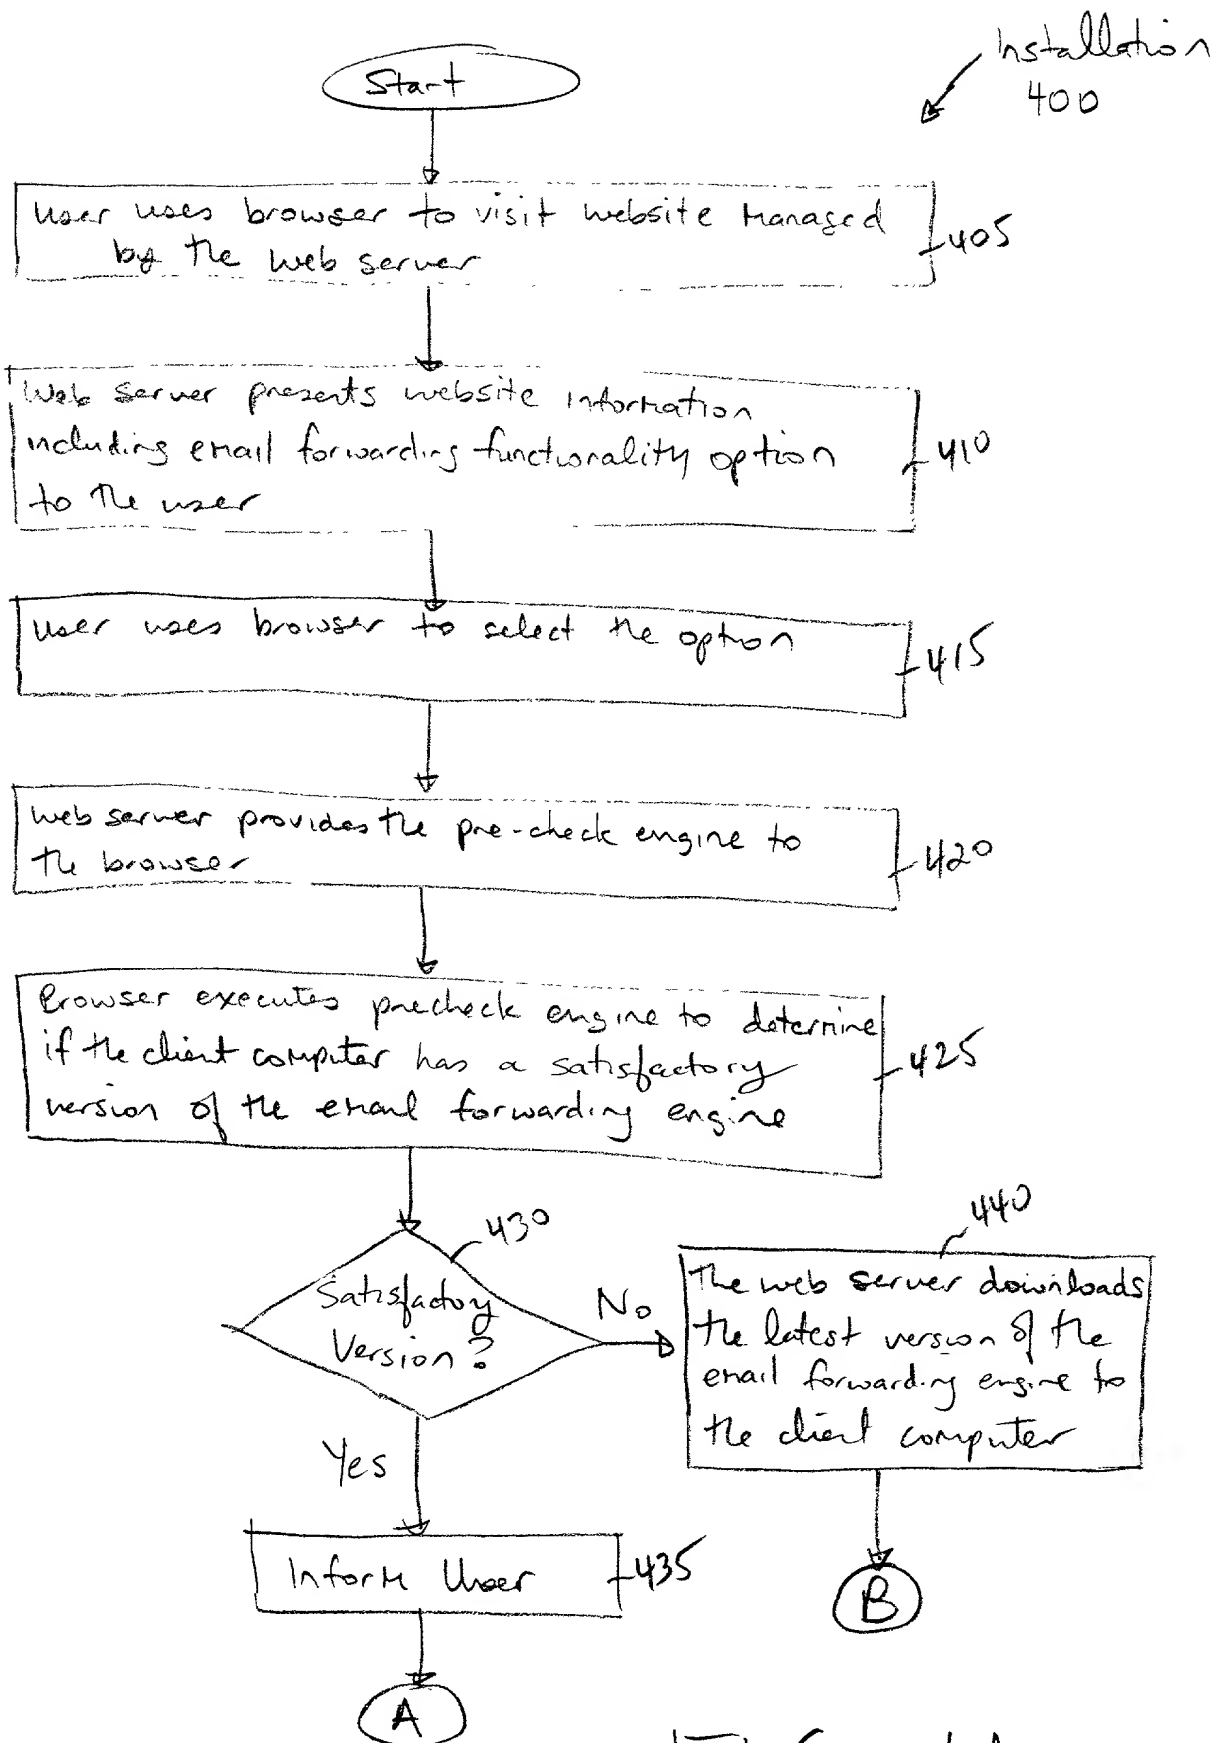 Installation
400
Start
User uses browser to visit website managed
by the web server
405
Web server presents website information
including email forwarding functionality option
to the user
410
User uses browser to select the option
415
Web server provides the pre-check engine to
the browser
420
Browser executes precheck engine to determine
if the client computer has a satisfactory
version of the email forwarding engine
425
430
Satisfactory
Version?
No
440
The web server downloads
the latest version of the
email forwarding engine to
the client computer
Yes
Inform User
435
B
A